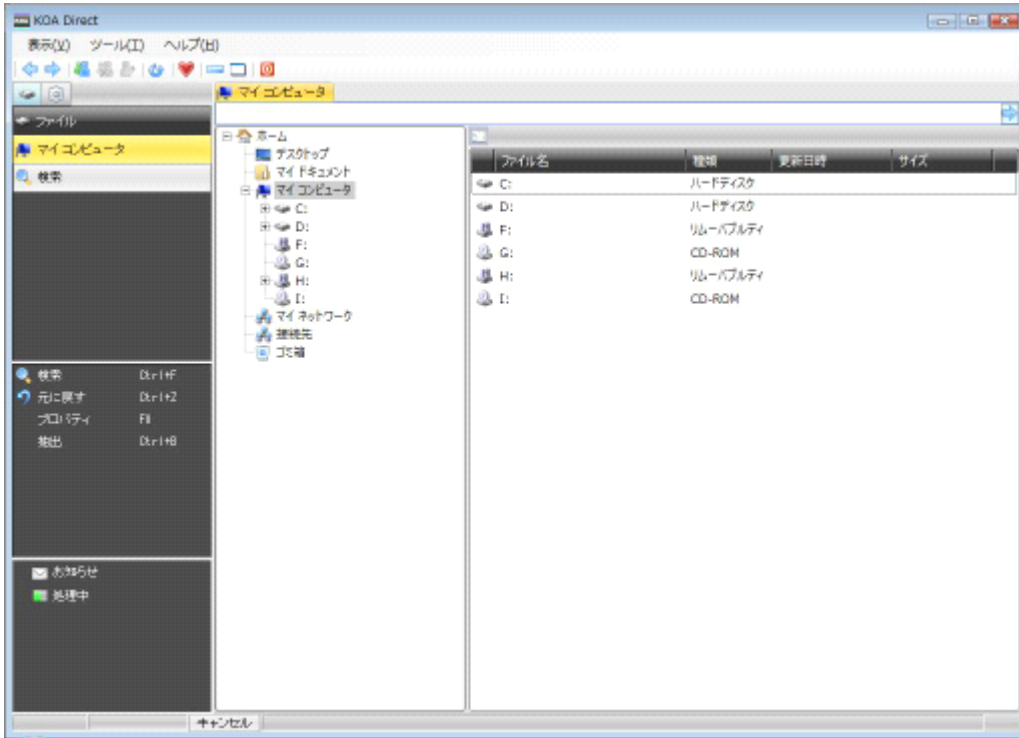 KOA Direct
表示(V) ツール(T) ヘルプ(H)
マイ コンピュータ
ファイル
マイ コンピュータ
検索
ホーム
デスクトップ
マイ ドキュメント
マイ コンピュータ
C:
D:
F:
G:
H:
I:
マイ ネットワーク
接続先
ゴミ箱
ファイル名 種類 更新日時 サイズ
C: ハードディスク
D: ハードディスク
F: リムーバブルディ
G: CD-ROM
H: リムーバブルディ
I: CD-ROM
検索 Ctrl+F
元に戻す Ctrl+Z
プロパティ
抽出
お知らせ
処理中
キャンセル